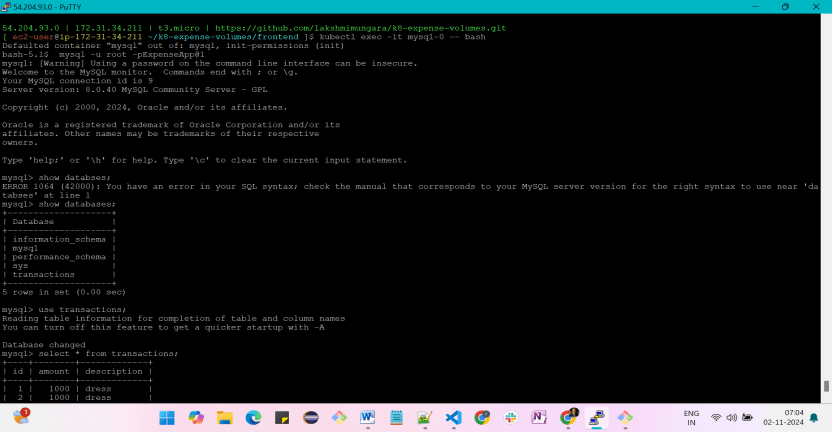 54.204.93.0 - PuTTY
54.204.93.0 | 172.31.34.211 | t3.micro | https://github.com/lakshmimungara/k8-expense-volumes.git
[ ec2-user@ip-172-31-34-211 ~/k8-expense-volumes/frontend ]$ kubectl exec -it mysql-0 -- bash
Defaulted container "mysql" out of: mysql, init-permissions (init)
bash-5.1$  mysql -u root -pExpenseApp@1
mysql: [Warning] Using a password on the command line interface can be insecure.
Welcome to the MySQL monitor.  Commands end with ; or \g.
Your MySQL connection id is 9
Server version: 8.0.40 MySQL Community Server - GPL
Copyright (c) 2000, 2024, Oracle and/or its affiliates.
Oracle is a registered trademark of Oracle Corporation and/or its
affiliates. Other names may be trademarks of their respective
owners.
Type 'help;' or '\h' for help. Type '\c' to clear the current input statement.
mysql> show databses;
ERROR 1064 (42000): You have an error in your SQL syntax; check the manual that corresponds to your MySQL server version for the right syntax to use near 'da
tabses' at line 1
mysql> show databases;
+--------------------+
| Database           |
+--------------------+
| information_schema |
| mysql              |
| performance_schema |
| sys                |
| transactions       |
+--------------------+
5 rows in set (0.00 sec)
mysql> use transactions;
Reading table information for completion of table and column names
You can turn off this feature to get a quicker startup with -A
Database changed
mysql> select * from transactions;
+----+--------+-------------+
| id | amount | description |
+----+--------+-------------+
|  1 |   1000 | dress       |
|  2 |   1000 | dress       |
1
ENG
IN
07:04
02-11-2024